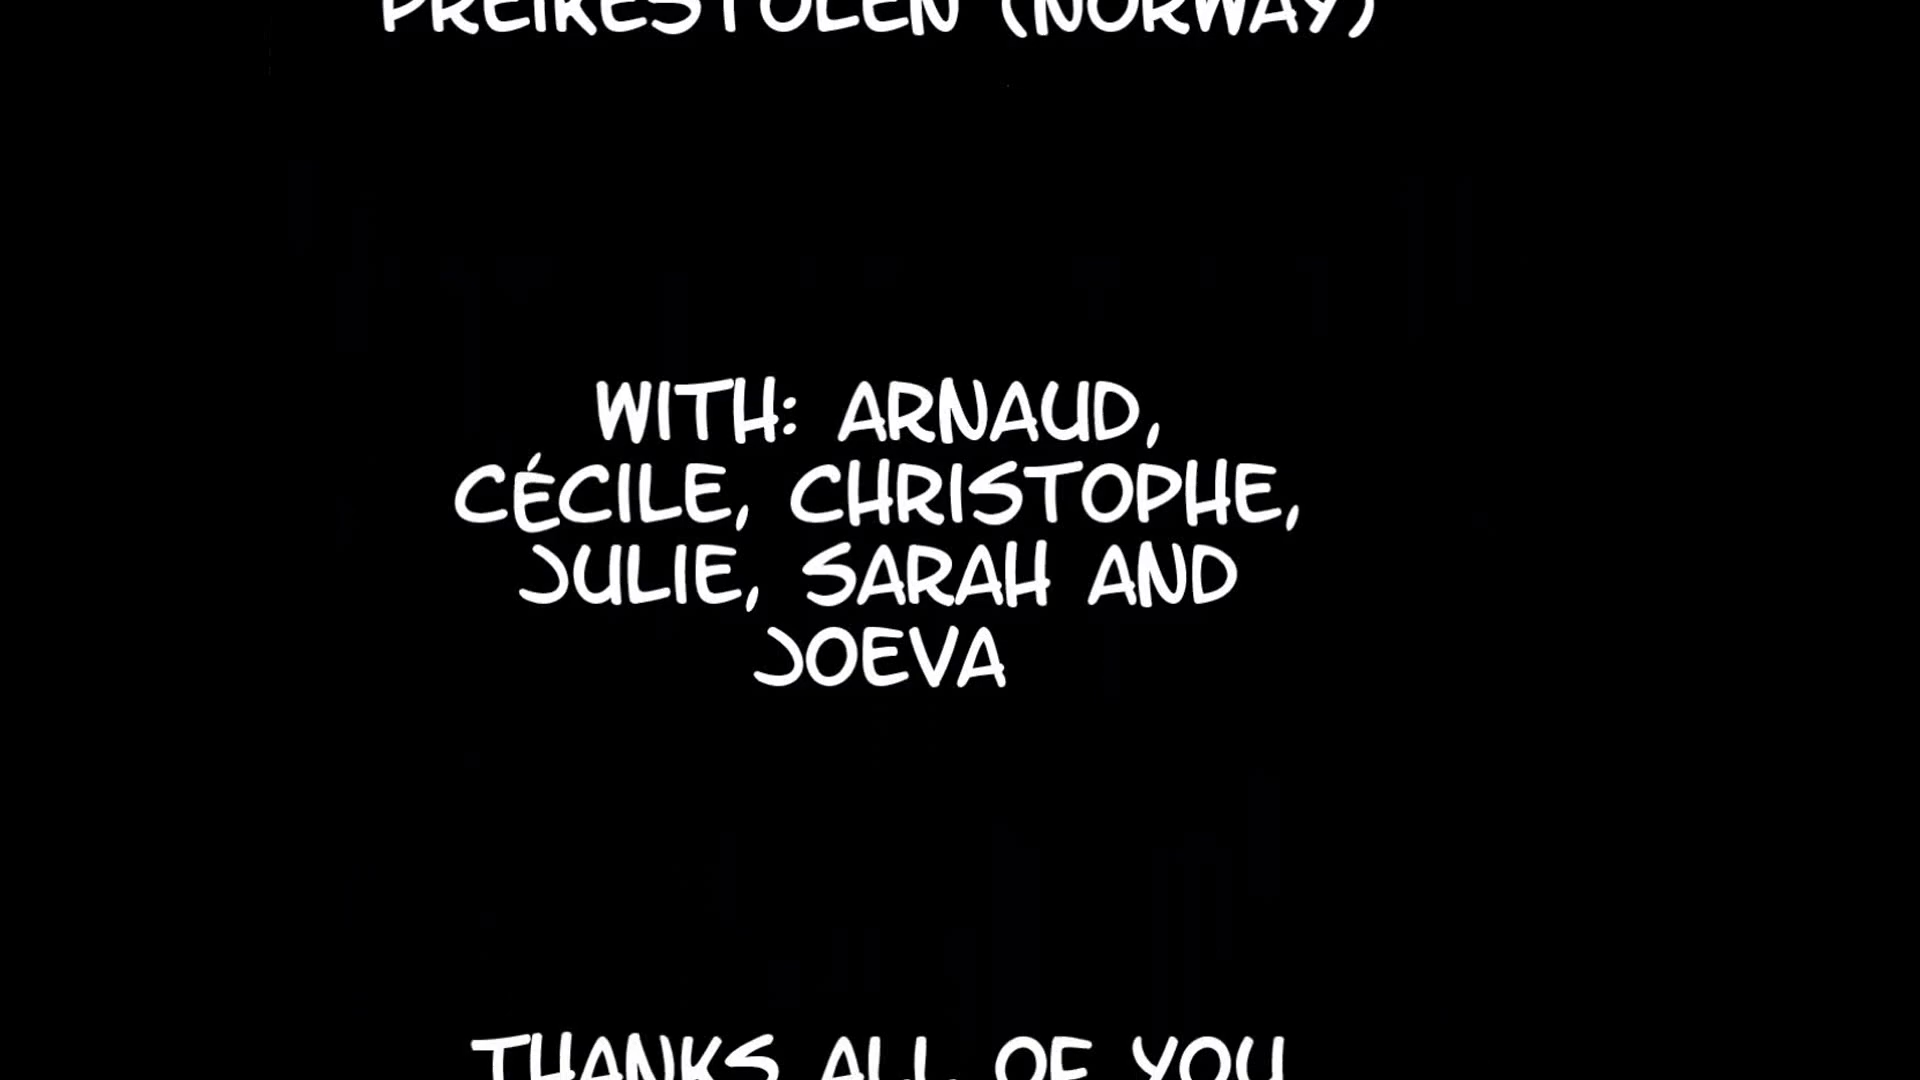 PREIKESTOLEN (NORWAY)
WITH: ARNAUD,
CÉCILE, CHRISTOPHE,
JULIE, SARAH AND
JOEVA
THANKS ALL OF YOU